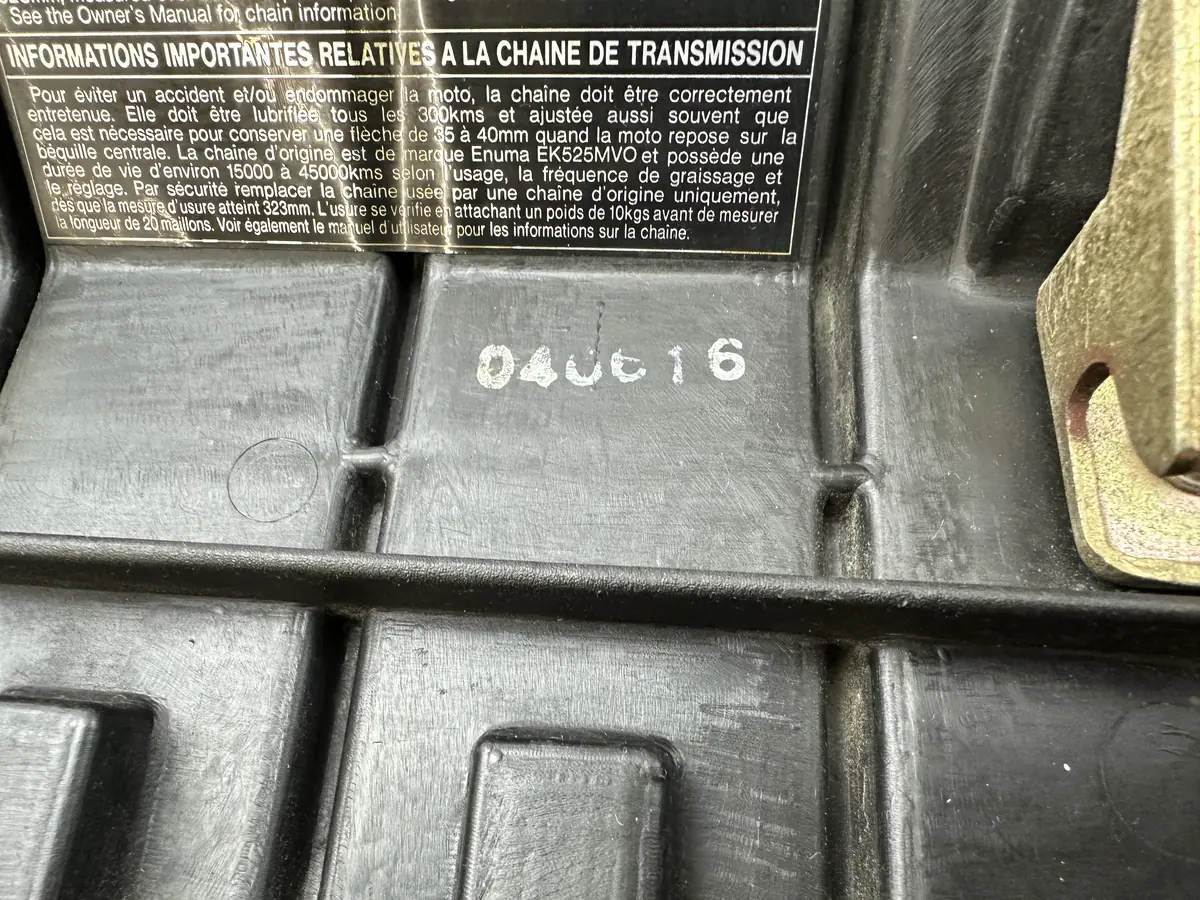 See the Owner's Manual for chain information
INFORMATIONS IMPORTANTES RELATIVES A LA CHAINE DE TRANSMISSION
Pour éviter un accident et/ou endommager la moto, la chaîne doit être correctement
entretenue. Elle doit être lubrifiée tous les 300kms et ajustée aussi souvent que
cela est nécessaire pour conserver une flèche de 35 à 40mm quand la moto repose sur la
béquille centrale. La chaîne d'origine est de marque Enuma EK525MVO et possède une
durée de vie d'environ 15000 à 45000kms selon l'usage, la fréquence de graissage et
le réglage. Par sécurité remplacer la chaîne usée par une chaîne d'origine uniquement,
dès que la mesure d'usure atteint 323mm. L'usure se vérifie en attachant un poids de 10kgs avant de mesurer
la longueur de 20 maillons. Voir également le manuel d'utilisateur pour les informations sur la chaîne.